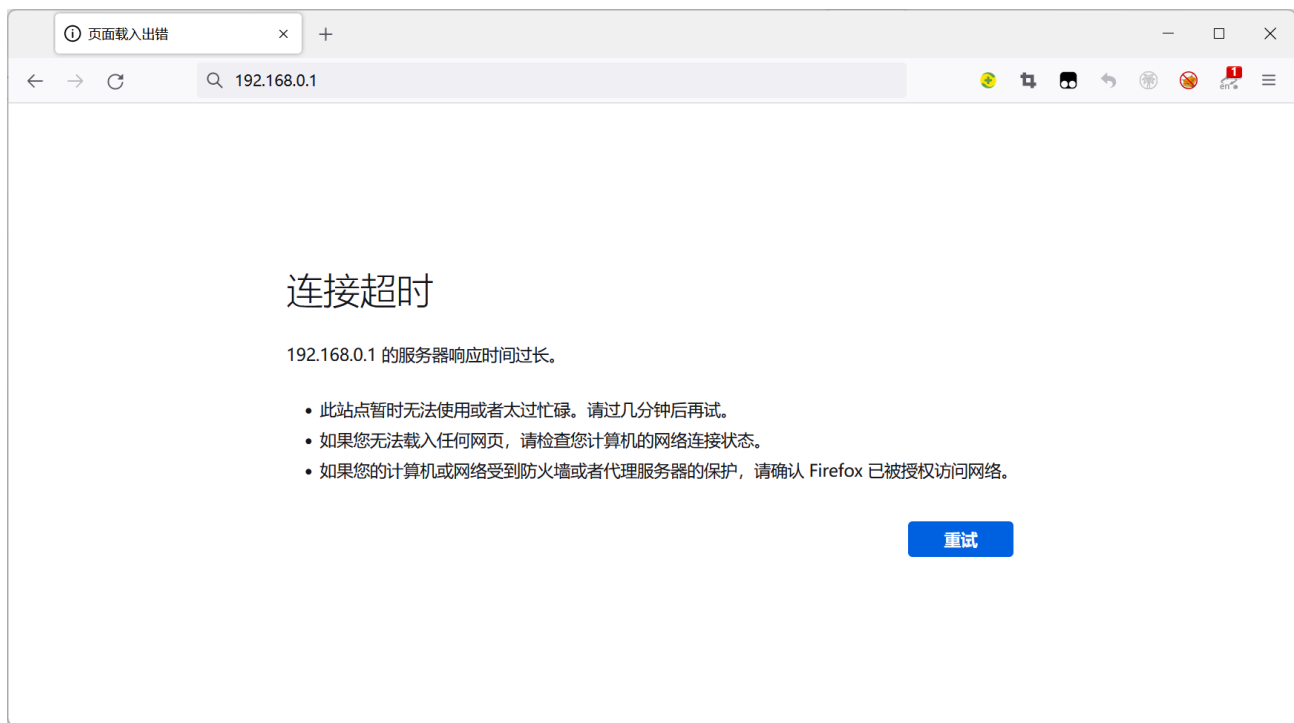 页面载入出错
192.168.0.1
1
en
连接超时
192.168.0.1 的服务器响应时间过长。
此站点暂时无法使用或者太过忙碌。请过几分钟后再试。
如果您无法载入任何网页，请检查您计算机的网络连接状态。
如果您的计算机或网络受到防火墙或者代理服务器的保护，请确认 Firefox 已被授权访问网络。
重试